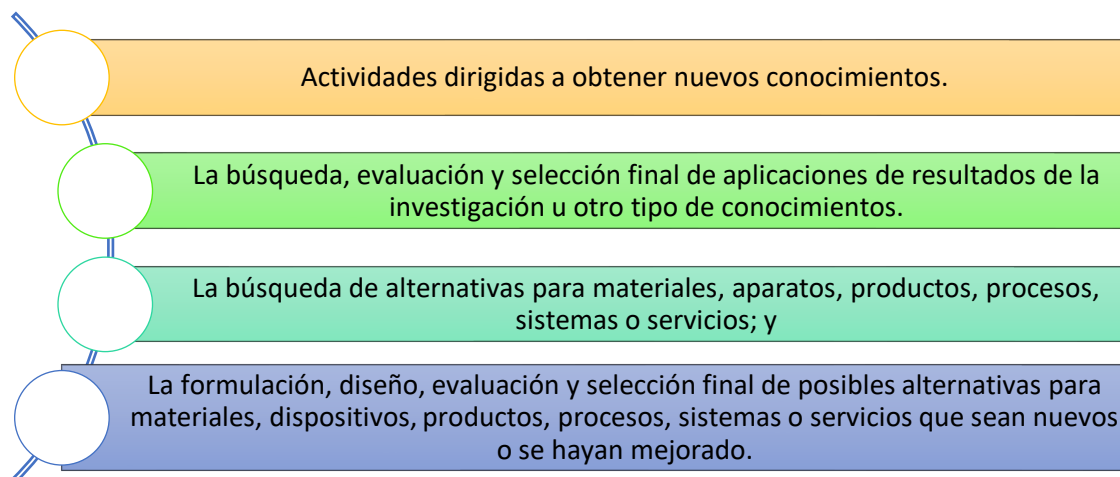 Actividades dirigidas a obtener nuevos conocimientos.
La búsqueda, evaluación y selección final de aplicaciones de resultados de la
investigación u otro tipo de conocimientos.
La búsqueda de alternativas para materiales, aparatos, productos, procesos,
sistemas o servicios; y
La formulación, diseño, evaluación y selección final de posibles alternativas para
materiales, dispositivos, productos, procesos, sistemas o servicios que sean nuevos
o se hayan mejorado.